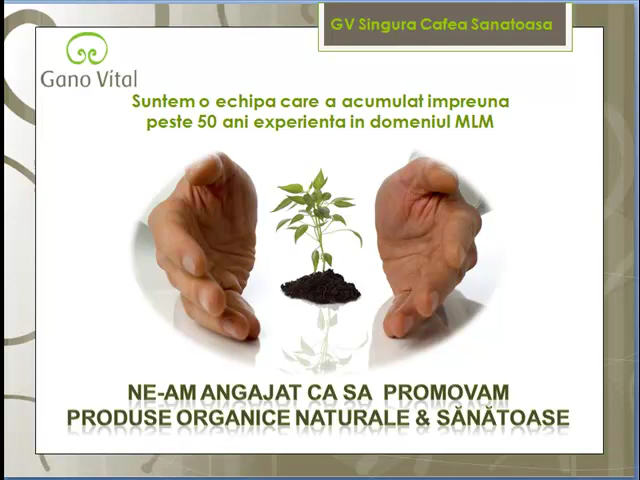 GV Singura Cafea Sanatoasa
Gano Vital
Suntem o echipa care a acumulat impreuna
peste 50 ani experienta in domeniul MLM
NE-AM ANGAJAT CA SA PROMOVAM
PRODUSE ORGANICE NATURALE & SĂNĂTOASE